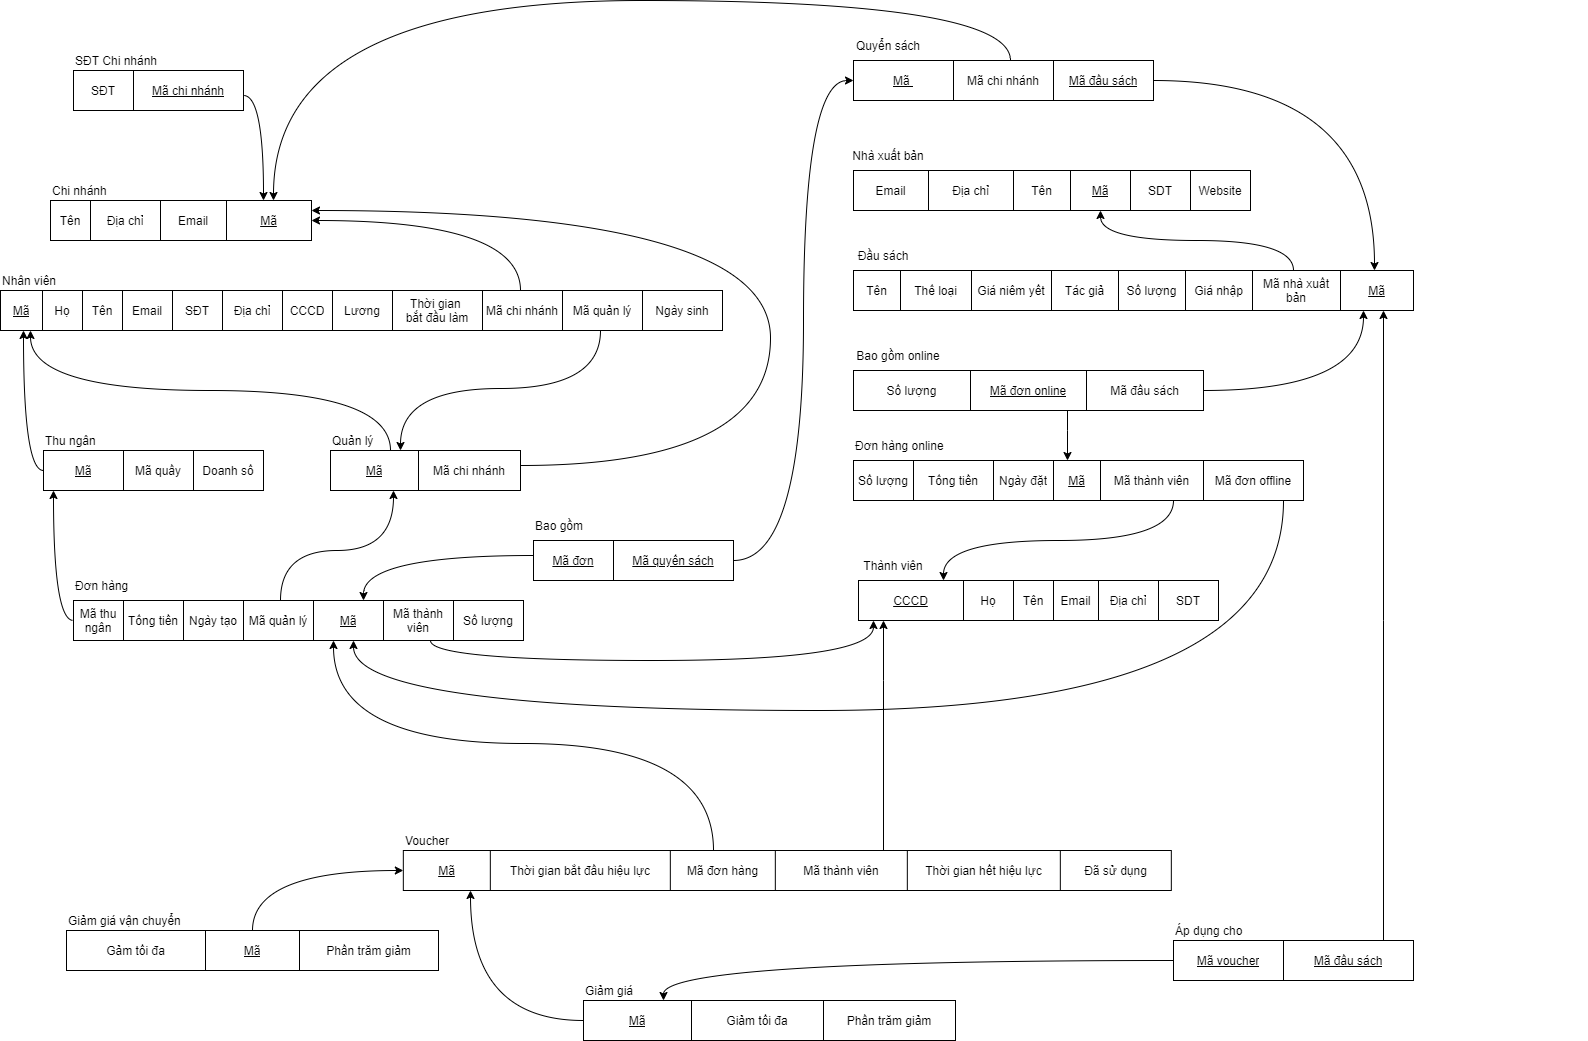 Quyển sách
SĐT Chi nhánh
SĐT
Mã chi nhánh
Mã
Mã chi nhánh
Mã đầu sách
Nhà xuất bản
Email
Địa chỉ
Tên
Mã
SDT
Website
Chi nhánh
Tên
Địa chỉ
Email
Mã
Đầu sách
Tên
Thể loại
Giá niêm yết
Tác giả
Số lượng
Giá nhập
Mã nhà xuất
bản
Mã
Nhân viên
Mã
Họ
Tên
Email
SĐT
Địa chỉ
CCCD
Lương
Thời gian
bắt đầu làm
Mã chi nhánh
Mã quản lý
Ngày sinh
Bao gồm online
Số lượng
Mã đơn online
Mã đầu sách
Thu ngân
Mã
Mã quầy
Doanh số
Quản lý
Mã
Mã chi nhánh
Đơn hàng online
Số lượng
Tổng tiền
Ngày đặt
Mã
Mã thành viên
Mã đơn offline
Bao gồm
Mã đơn
Mã quyển sách
Thành viên
CCCD
Họ
Tên
Email
Địa chỉ
SDT
Đơn hàng
Mã thu
ngân
Tổng tiền
Ngày tạo
Mã quản lý
Mã
Mã thành
viên
Số lượng
Voucher
Mã
Thời gian bắt đầu hiệu lực
Mã đơn hàng
Mã thành viên
Thời gian hết hiệu lực
Đã sử dụng
Giảm giá vận chuyển
Gảm tối đa
Mã
Phần trăm giảm
Áp dụng cho
Mã voucher
Mã đầu sách
Giảm giá
Mã
Giảm tối đa
Phần trăm giảm